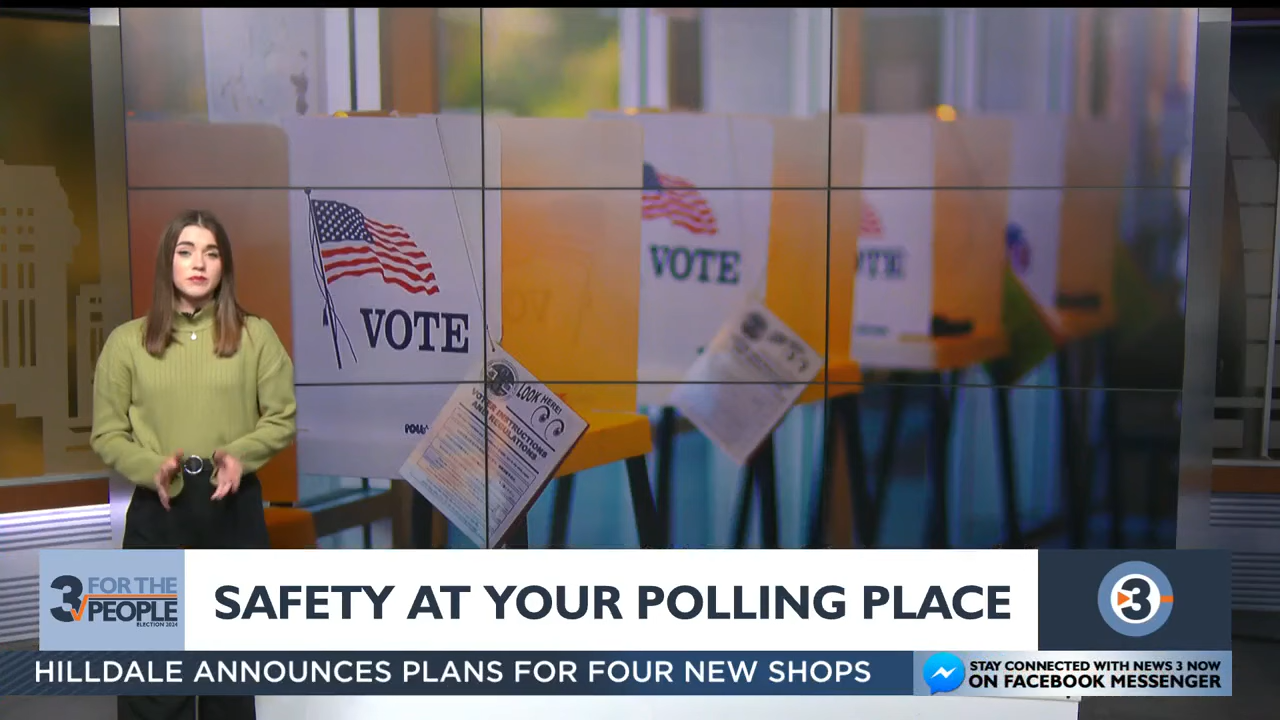 VOTE
VOTE
VOTE
LOOK HERE!
VOTER INSTRUCTIONS
AND REGULATIONS
3 FOR THE
PEOPLE
ELECTION 2024
SAFETY AT YOUR POLLING PLACE
3
HILLDALE ANNOUNCES PLANS FOR FOUR NEW SHOPS
STAY CONNECTED WITH NEWS 3 NOW
ON FACEBOOK MESSENGER